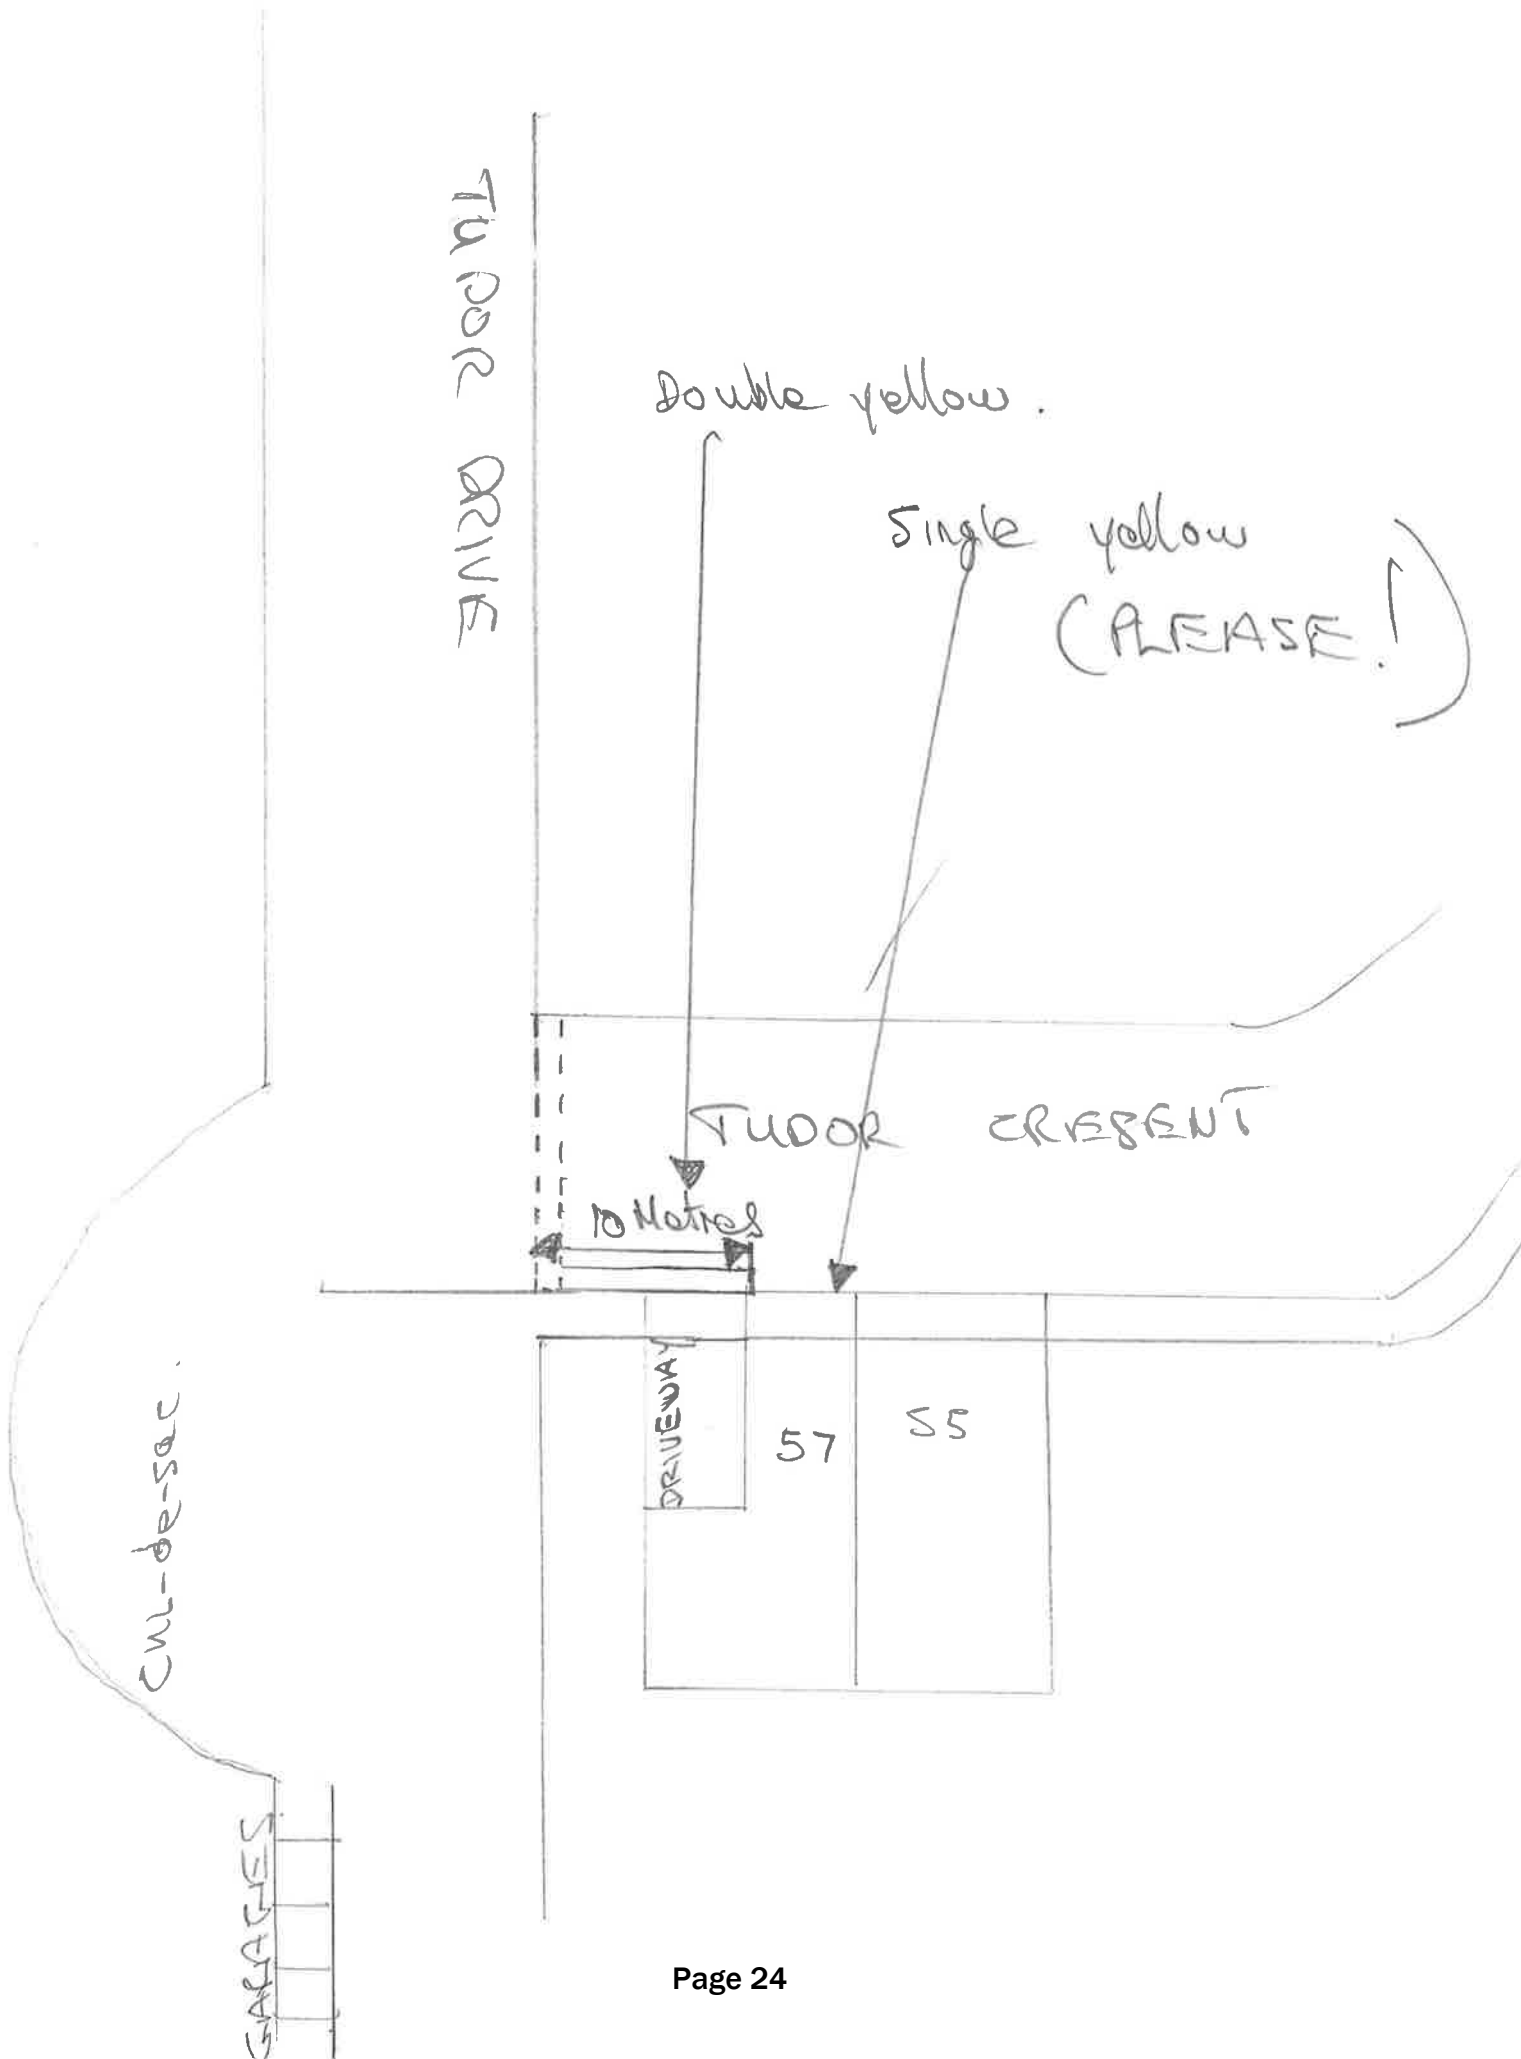 TUDOR DRIVE
Double yellow.
Single yellow
(PLEASE!)
TUDOR CRESENT
10 Metres
DRIVEWAY
57
55
Cul-de-sac.
GARAGES
Page 24